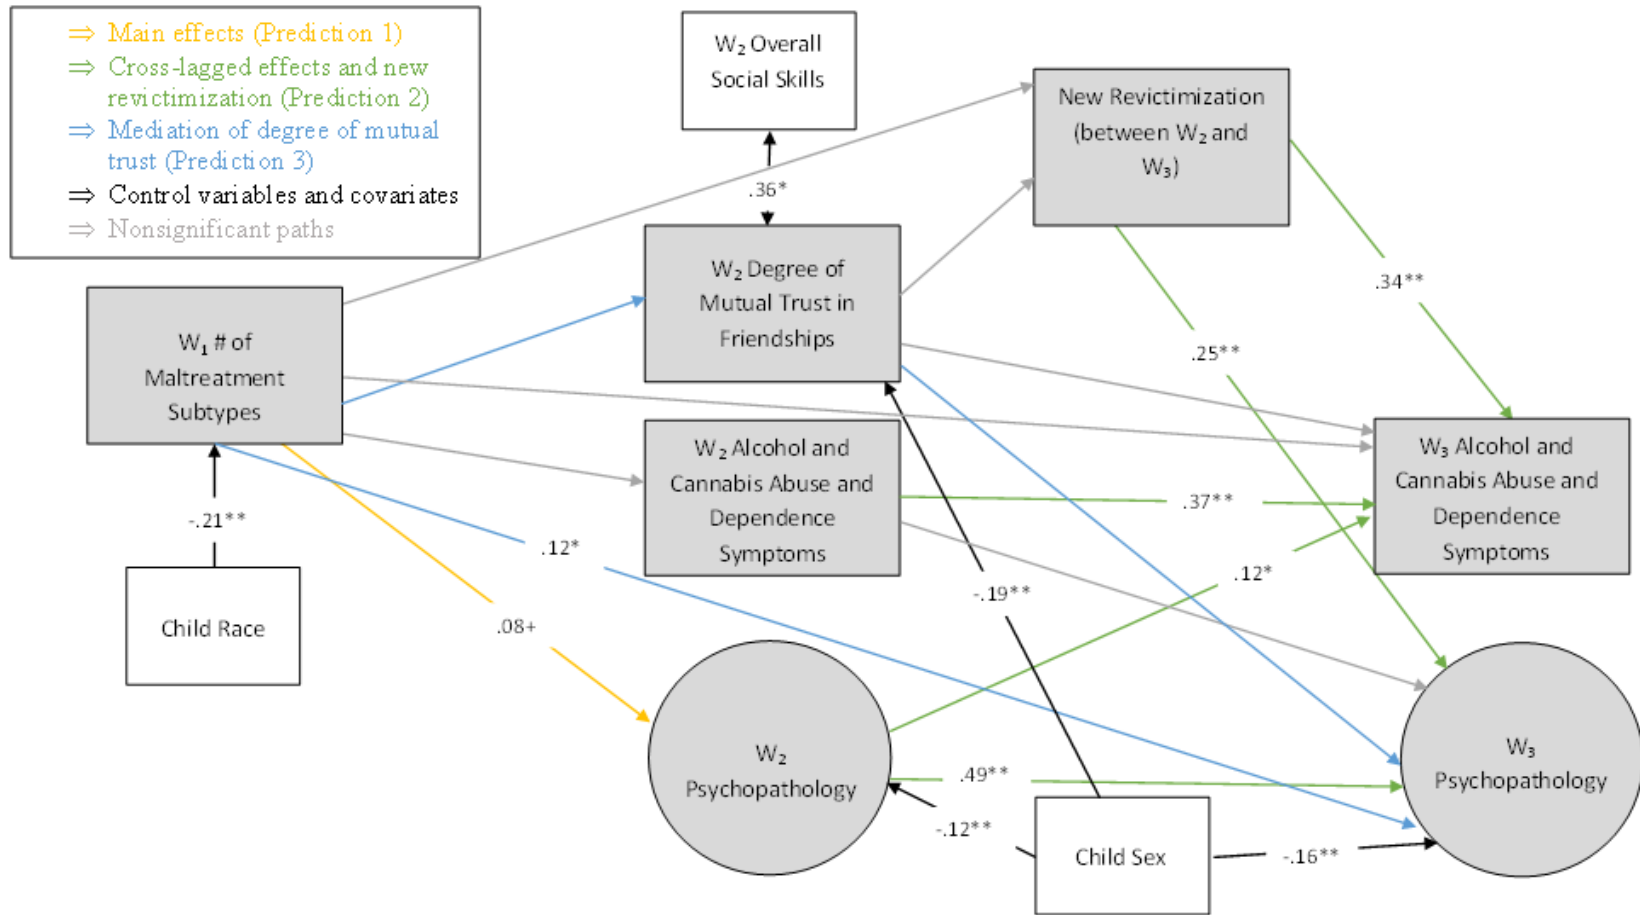 ⇒ Main effects (Prediction 1)
⇒ Cross-lagged effects and new
revictimization (Prediction 2)
⇒ Mediation of degree of mutual
trust (Prediction 3)
⇒ Control variables and covariates
⇒ Nonsignificant paths
W₂ Overall
Social Skills
New Revictimization
(between W₂ and
W₃)
.36*
W₂ Degree of
Mutual Trust in
Friendships
.34**
W₁ # of
Maltreatment
Subtypes
.25**
W₂ Alcohol and
Cannabis Abuse and
Dependence
Symptoms
W₃ Alcohol and
Cannabis Abuse and
Dependence
Symptoms
.37**
-.21**
.12*
.12*
-.19**
Child Race
.08+
W₂
Psychopathology
W₃
Psychopathology
.49**
-.12**
Child Sex
-.16**